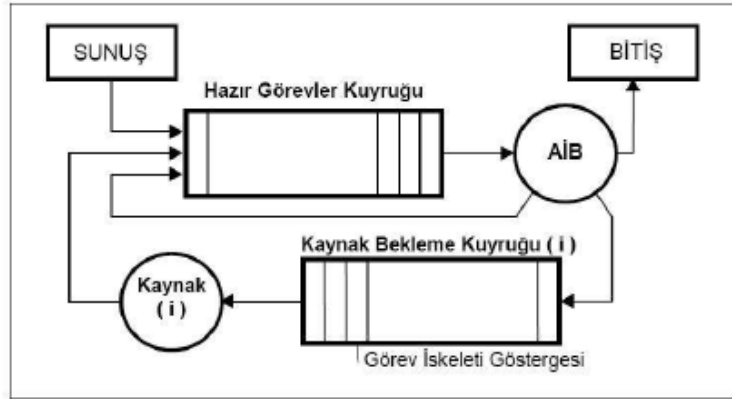 SUNUŞ
BİTİŞ
Hazır Görevler Kuyruğu
AİB
Kaynak Bekleme Kuyruğu ( i )
Kaynak
( i )
Görev İskeleti Göstergesi